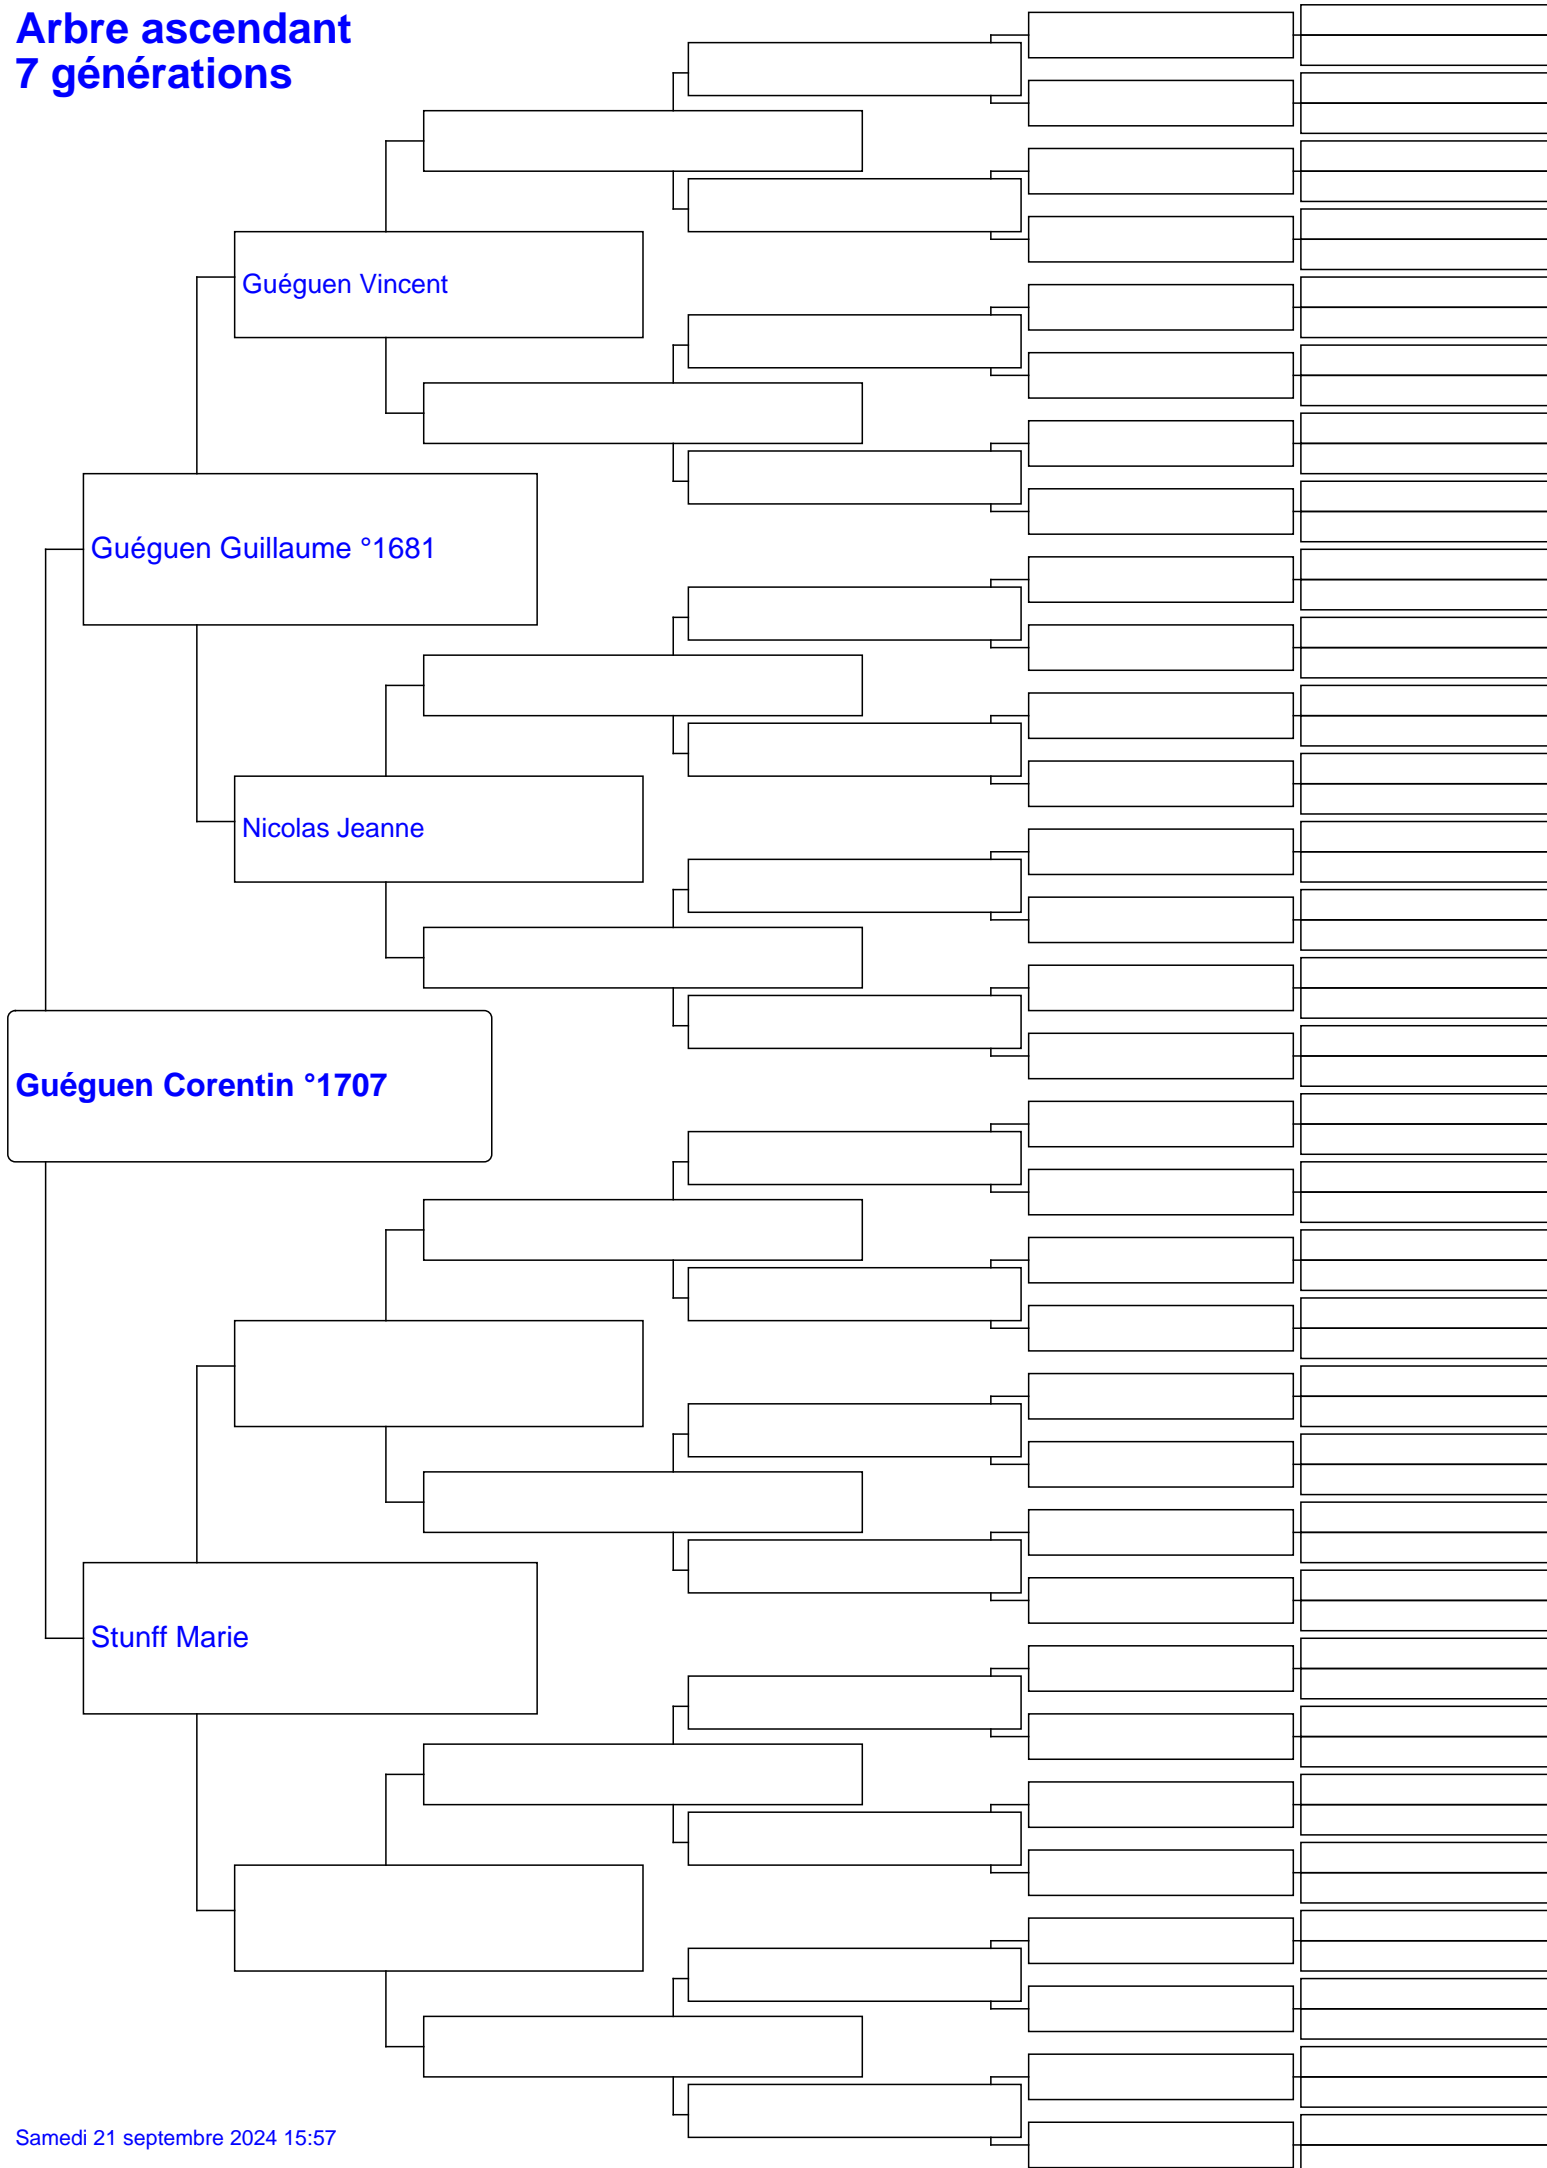 Arbre ascendant
7 générations
Guéguen Vincent
Guéguen Guillaume °1681
Nicolas Jeanne
Guéguen Corentin °1707
Stunff Marie
Samedi 21 septembre 2024 15:57